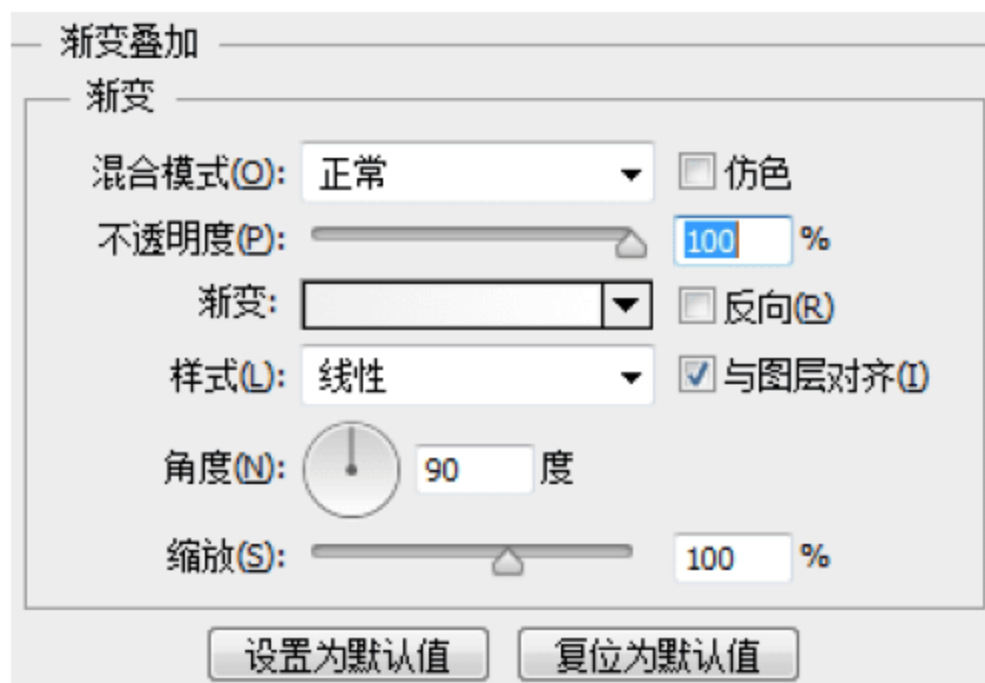 渐变叠加
渐变
混合模式(O): 正常 仿色
不透明度(P): 100 %
渐变: 反向(R)
样式(L): 线性 与图层对齐(I)
角度(N): 90 度
缩放(S): 100 %
设置为默认值 复位为默认值